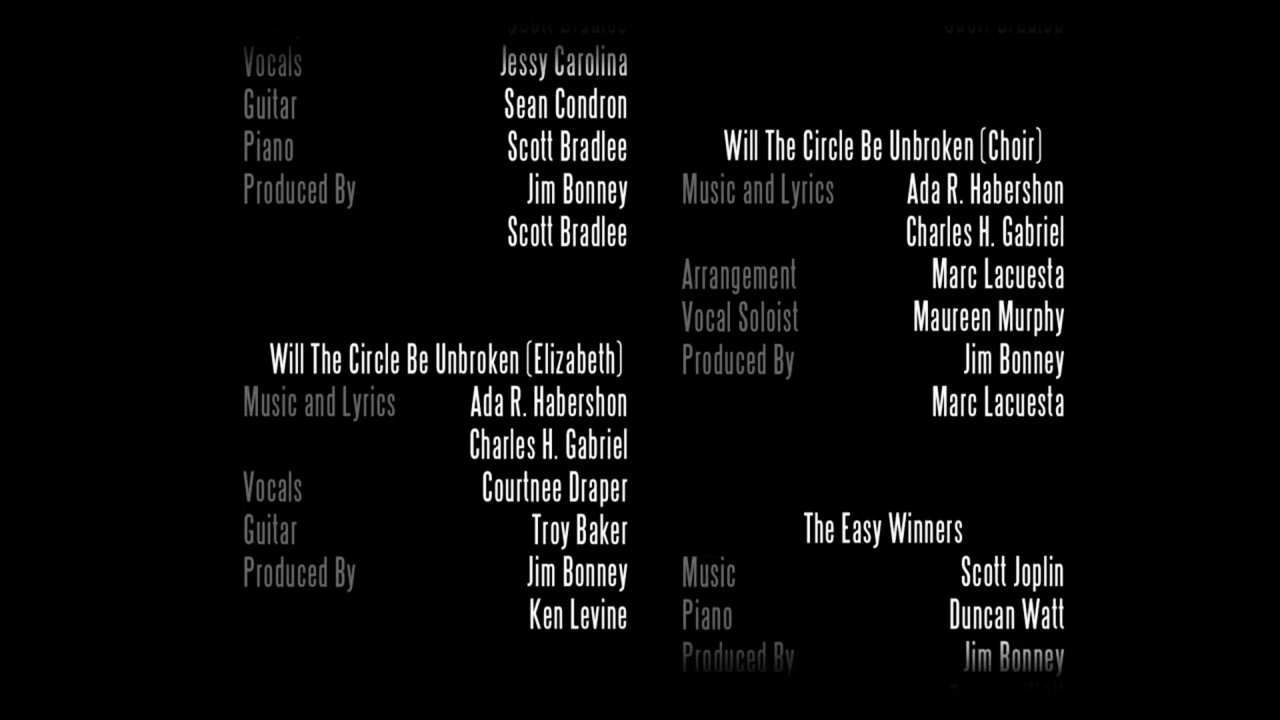 Vocals Jessy Carolina
Guitar Sean Condron
Piano Scott Bradlee
Produced By Jim Bonney
Scott Bradlee
Will The Circle Be Unbroken (Elizabeth)
Music and Lyrics Ada R. Habershon
Charles H. Gabriel
Vocals Courtnee Draper
Guitar Troy Baker
Produced By Jim Bonney
Ken Levine
Will The Circle Be Unbroken (Choir)
Music and Lyrics Ada R. Habershon
Charles H. Gabriel
Arrangement Marc Lacuesta
Vocal Soloist Maureen Murphy
Produced By Jim Bonney
Marc Lacuesta
The Easy Winners
Music Scott Joplin
Piano Duncan Watt
Produced By Jim Bonney